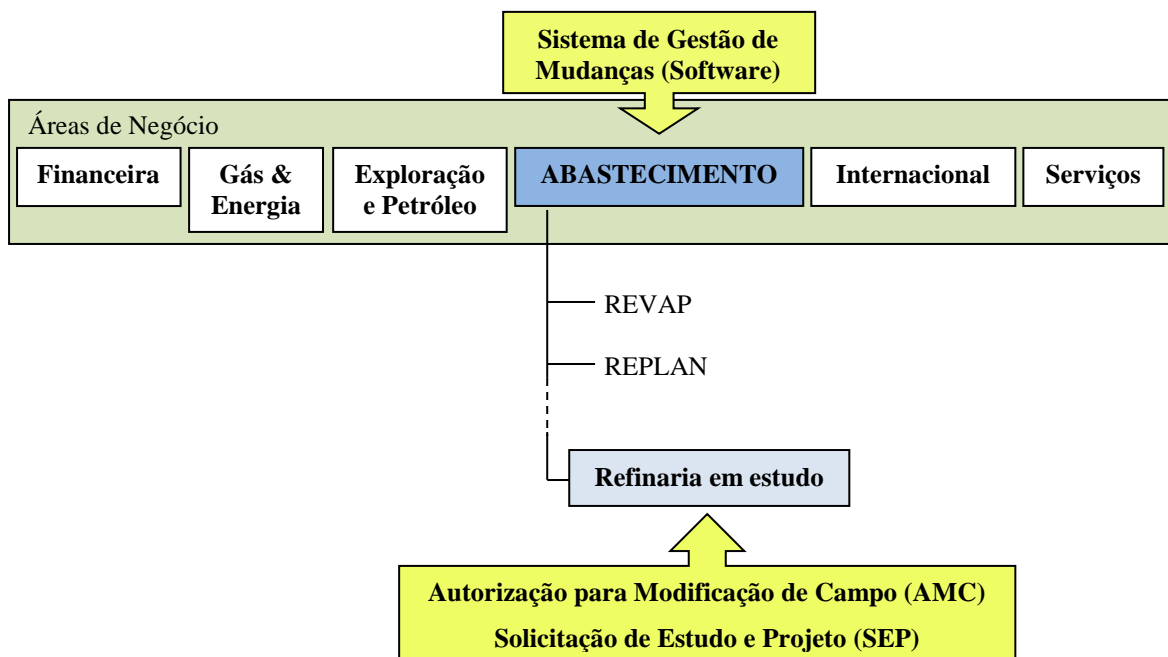 Sistema de Gestão de
Mudanças (Software)
Áreas de Negócio
Financeira
Gás &
Energia
Exploração
e Petróleo
ABASTECIMENTO
Internacional
Serviços
REVAP
REPLAN
Refinaria em estudo
Autorização para Modificação de Campo (AMC)
Solicitação de Estudo e Projeto (SEP)